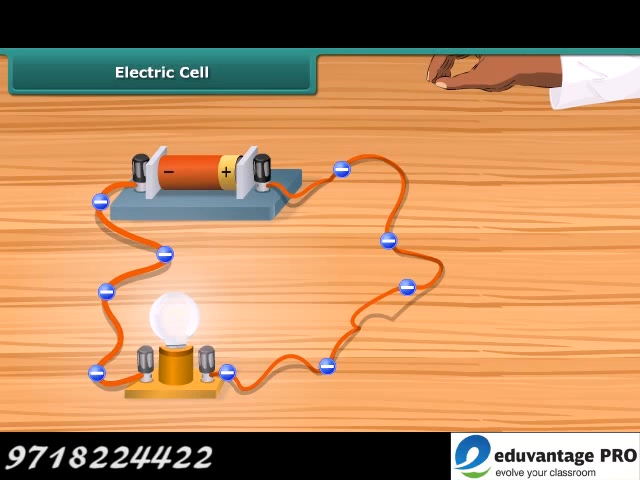 Electric Cell
− +
9718224422
eduvantage PRO
evolve your classroom